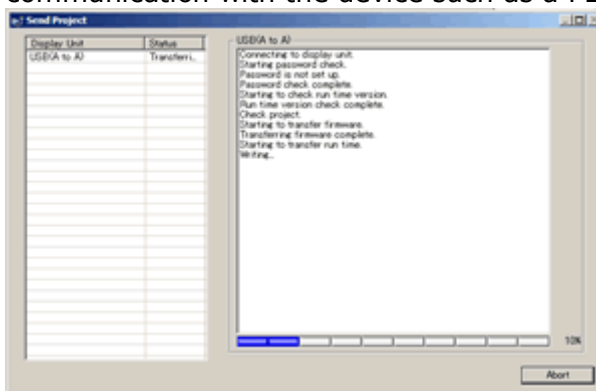 communication with the device such as a
Send Project
Display Unit Status
USB(A to A) Transferri..
USB(A to A)
Connecting to display unit.
Starting password check.
Password is not set up.
Password check complete.
Starting to check run time version.
Run time version check complete.
Check project.
Starting to transfer firmware.
Transferring firmware complete.
Starting to transfer run time.
Writing...
10%
Abort